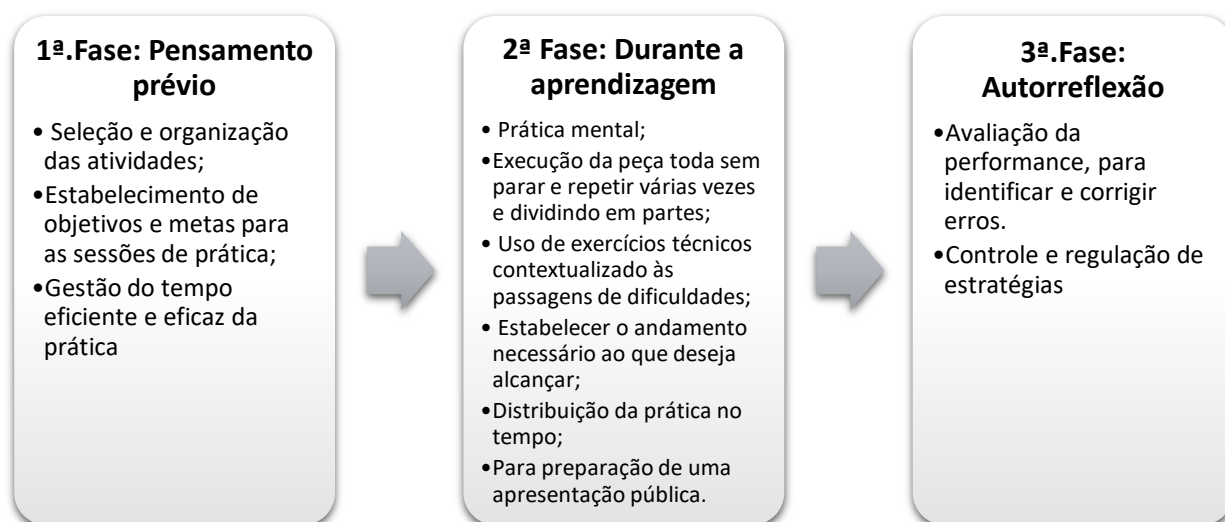 1ª.Fase: Pensamento
prévio
• Seleção e organização
das atividades;
•Estabelecimento de
objetivos e metas para
as sessões de prática;
•Gestão do tempo
eficiente e eficaz da
prática
2ª Fase: Durante a
aprendizagem
• Prática mental;
•Execução da peça toda sem
parar e repetir várias vezes
e dividindo em partes;
• Uso de exercícios técnicos
contextualizado às
passagens de dificuldades;
• Estabelecer o andamento
necessário ao que deseja
alcançar;
•Distribuição da prática no
tempo;
•Para preparação de uma
apresentação pública.
3ª.Fase:
Autorreflexão
•Avaliação da
performance, para
identificar e corrigir
erros.
•Controle e regulação de
estratégias